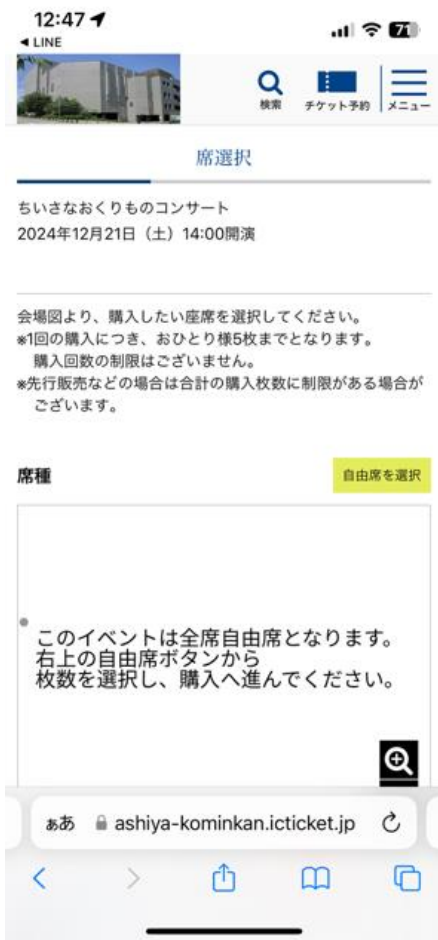 12:47
71
◀ LINE
検索
チケット予約
メニュー
席選択
ちいさなおくりものコンサート
2024年12月21日（土）14:00開演
会場図より、購入したい座席を選択してください。
※1回の購入につき、おひとり様5枚までとなります。
購入回数の制限はございません。
※先行販売などの場合は合計の購入枚数に制限がある場合が
ございます。
席種
自由席を選択
このイベントは全席自由席となります。
右上の自由席ボタンから
枚数を選択し、購入へ進んでください。
ぁあ
ashiya-kominkan.icticket.jp